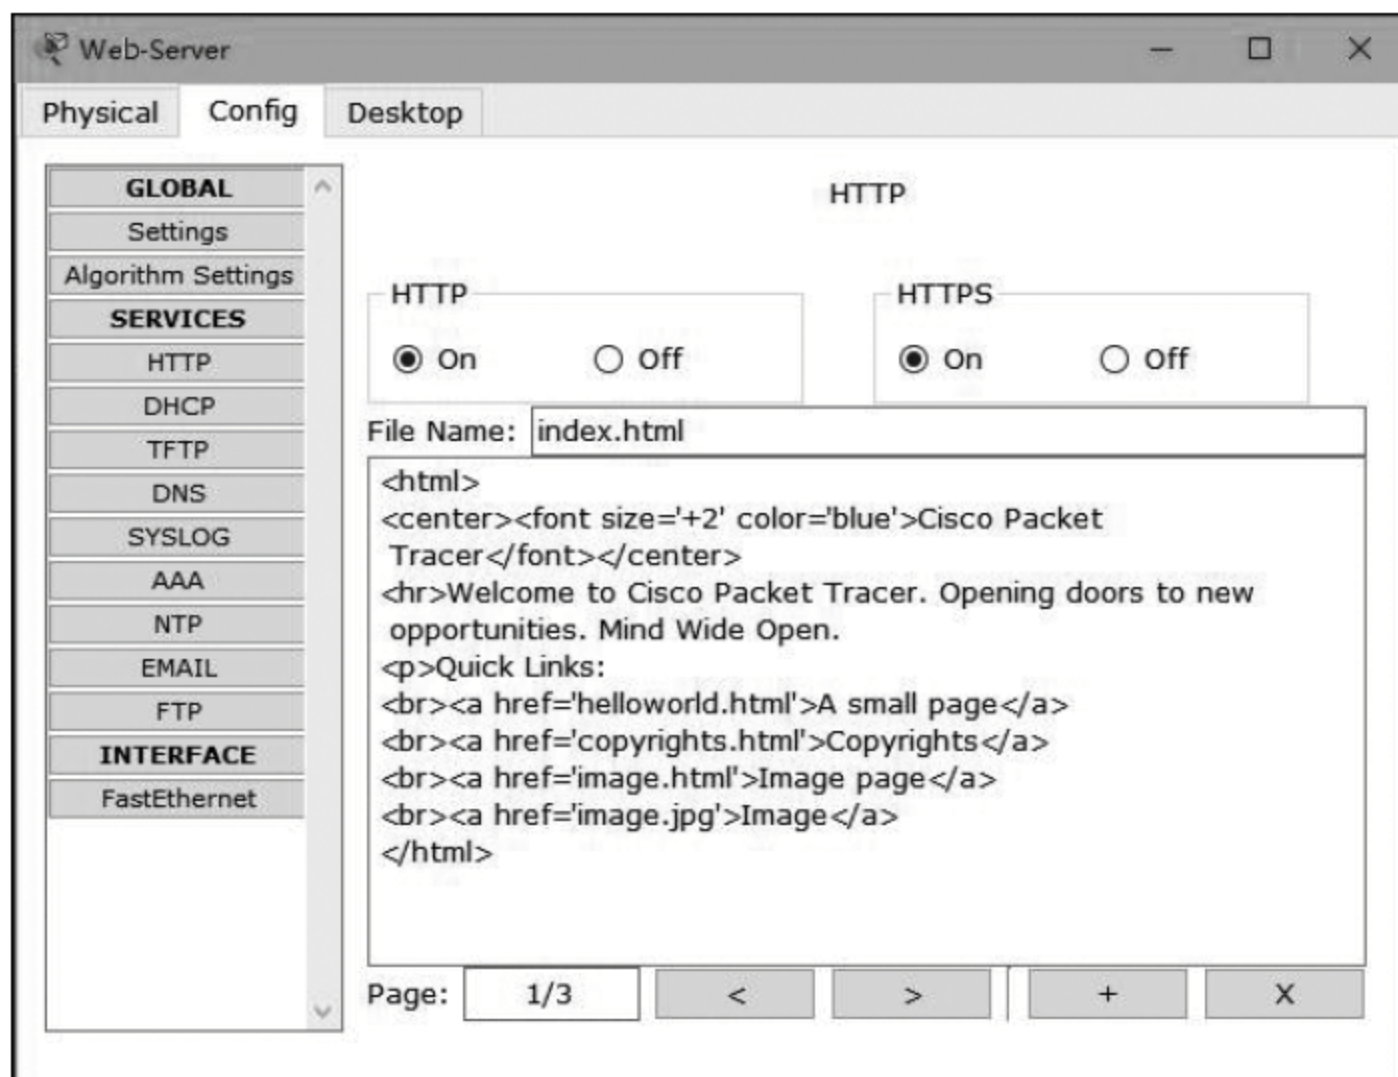 Web-Server
Physical Config Desktop
GLOBAL
Settings
Algorithm Settings
SERVICES
HTTP
DHCP
TFTP
DNS
SYSLOG
AAA
NTP
EMAIL
FTP
INTERFACE
FastEthernet
HTTP
HTTP HTTPS
On Off On Off
File Name: index.html
<html>
<center><font size='+2' color='blue'>Cisco Packet
Tracer</font></center>
<hr>Welcome to Cisco Packet Tracer. Opening doors to new
opportunities. Mind Wide Open.
<p>Quick Links:
<br><a href='helloworld.html'>A small page</a>
<br><a href='copyrights.html'>Copyrights</a>
<br><a href='image.html'>Image page</a>
<br><a href='image.jpg'>Image</a>
</html>
Page: 1/3 < > + X